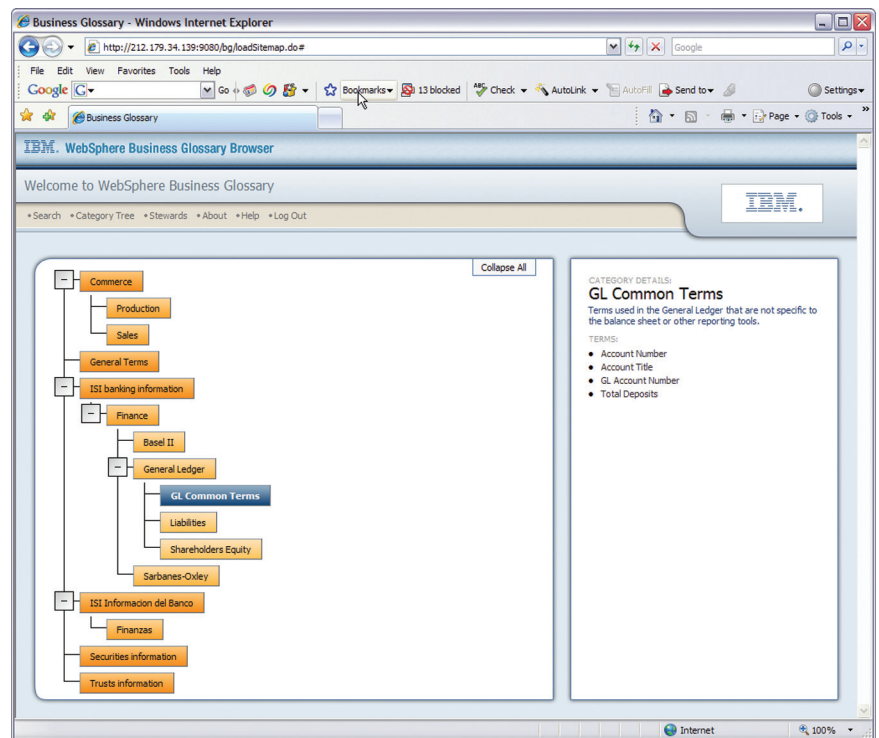 Business Glossary - Windows Internet Explorer
http://212.179.34.139:9080/bg/loadSitemap.do#
Google
File Edit View Favorites Tools Help
Google G Go Bookmarks 13 blocked ABC Check AutoLink AutoFill Send to Settings
Business Glossary Page Tools »
IBM. WebSphere Business Glossary Browser
Welcome to WebSphere Business Glossary
IBM.
•Search •Category Tree •Stewards •About •Help •Log Out
Collapse All
Commerce
Production
Sales
General Terms
ISI banking information
Finance
Basel II
General Ledger
GL Common Terms
Liabilities
Shareholders Equity
Sarbanes-Oxley
ISI Informacion del Banco
Finanzas
Securities information
Trusts information
CATEGORY DETAILS:
GL Common Terms
Terms used in the General Ledger that are not specific to
the balance sheet or other reporting tools.
TERMS:
• Account Number
• Account Title
• GL Account Number
• Total Deposits
Internet 100%